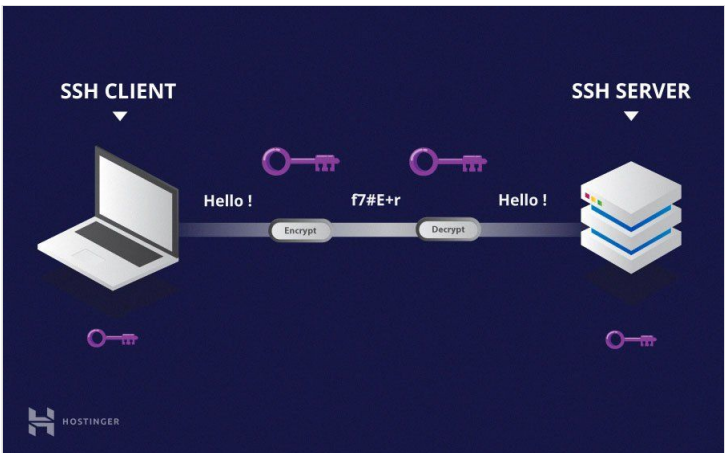 SSH CLIENT
SSH SERVER
Hello !
f7#E+r
Hello !
Encrypt
Decrypt
HOSTINGER